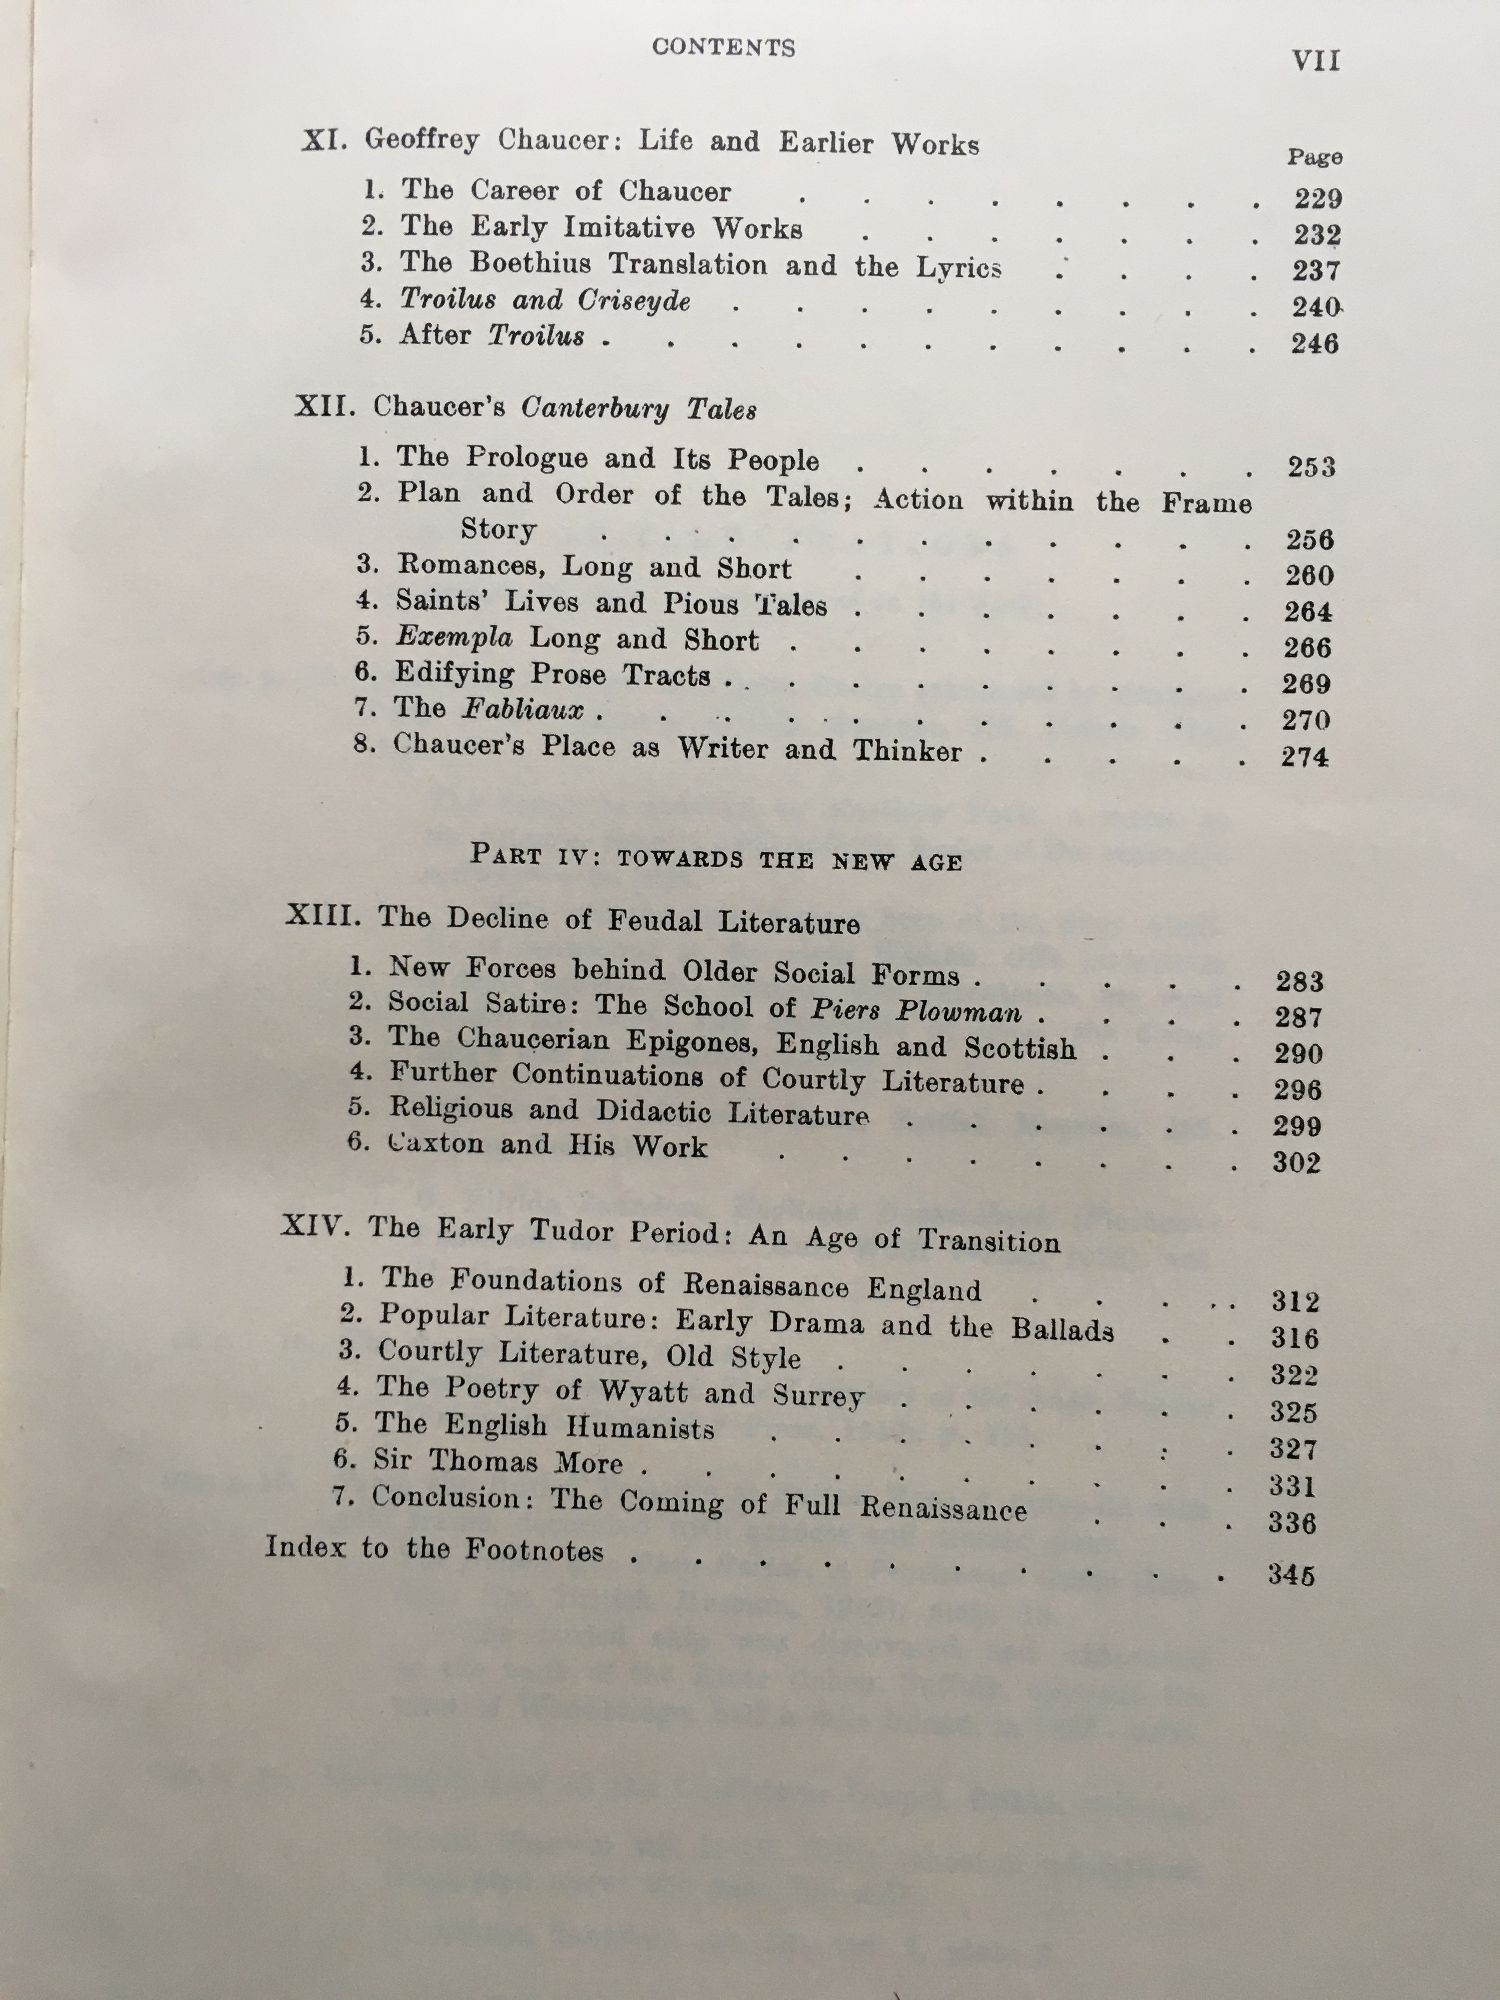 CONTENTS VII
XI. Geoffrey Chaucer: Life and Earlier Works
Page
1. The Career of Chaucer . . . . . . . . 229
2. The Early Imitative Works . . . . . . . 232
3. The Boethius Translation and the Lyrics . . . . 237
4. Troilus and Criseyde . . . . . . . . . 240
5. After Troilus . . . . . . . . . . . 246
XII. Chaucer's Canterbury Tales
1. The Prologue and Its People . . . . . . . 253
2. Plan and Order of the Tales; Action within the Frame
Story . . . . . . . . . . . 256
3. Romances, Long and Short . . . . . . . 260
4. Saints' Lives and Pious Tales . . . . . . . 264
5. Exempla Long and Short . . . . . . . . 266
6. Edifying Prose Tracts . . . . . . . . . 269
7. The Fabliaux . . . . . . . . . . . 270
8. Chaucer's Place as Writer and Thinker . . . . . 274
PART IV: TOWARDS THE NEW AGE
XIII. The Decline of Feudal Literature
1. New Forces behind Older Social Forms . . . . . 283
2. Social Satire: The School of Piers Plowman . . . . 287
3. The Chaucerian Epigones, English and Scottish . . . 290
4. Further Continuations of Courtly Literature . . . . 296
5. Religious and Didactic Literature . . . . . . 299
6. Caxton and His Work . . . . . . . . 302
XIV. The Early Tudor Period: An Age of Transition
1. The Foundations of Renaissance England . . . . 312
2. Popular Literature: Early Drama and the Ballads . . 316
3. Courtly Literature, Old Style . . . . . . . 322
4. The Poetry of Wyatt and Surrey . . . . . . 325
5. The English Humanists . . . . . . . . 327
6. Sir Thomas More . . . . . . . . . . 331
7. Conclusion: The Coming of Full Renaissance . . . 336
Index to the Footnotes . . . . . . . . . . 345